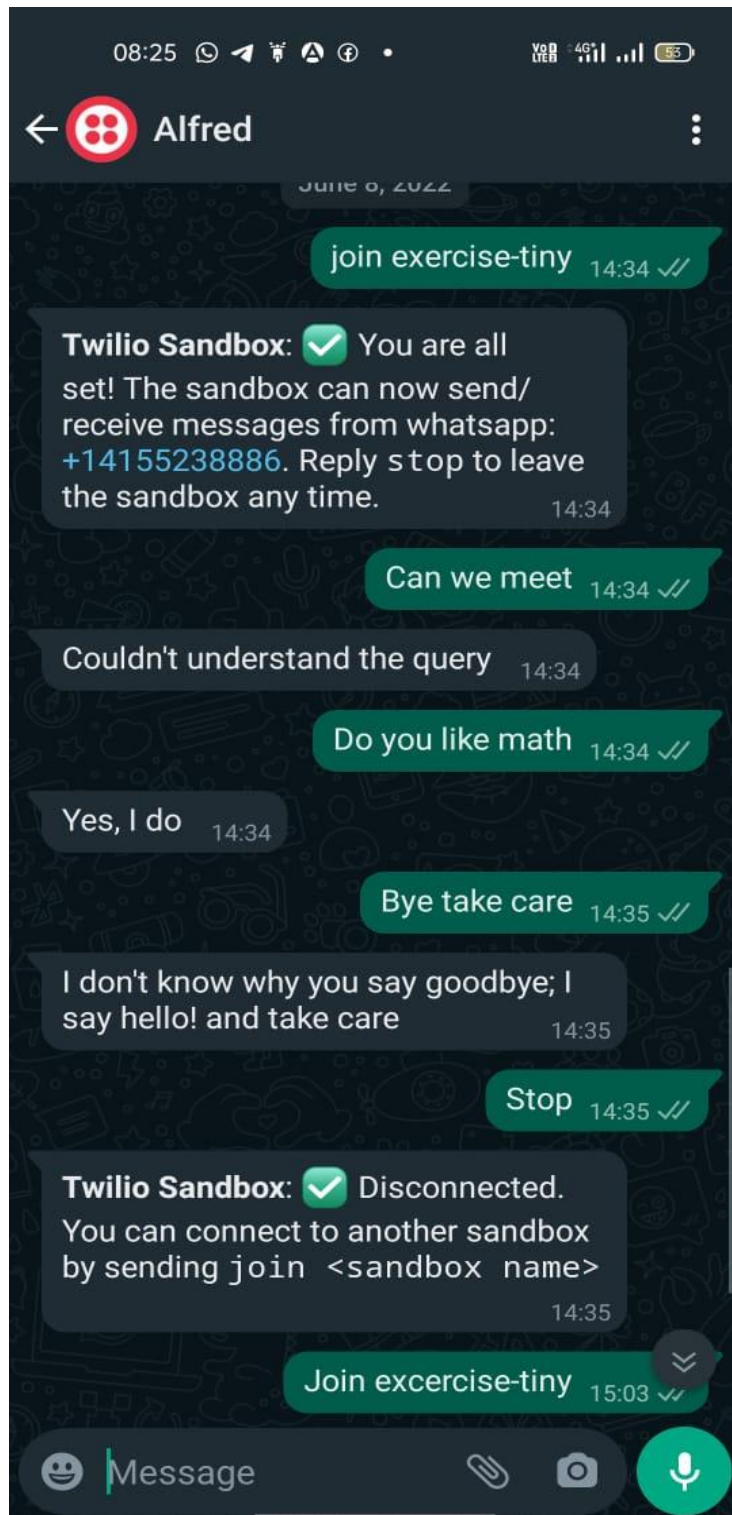 08:25
VoD LTED 4G 53
Alfred
June 8, 2022
join exercise-tiny 14:34
Twilio Sandbox: ✅ You are all
set! The sandbox can now send/
receive messages from whatsapp:
+14155238886. Reply stop to leave
the sandbox any time.
14:34
Can we meet 14:34
Couldn't understand the query 14:34
Do you like math 14:34
Yes, I do 14:34
Bye take care 14:35
I don't know why you say goodbye; I
say hello! and take care
14:35
Stop 14:35
Twilio Sandbox: ✅ Disconnected.
You can connect to another sandbox
by sending join <sandbox name>
14:35
Join excercise-tiny 15:03
Message